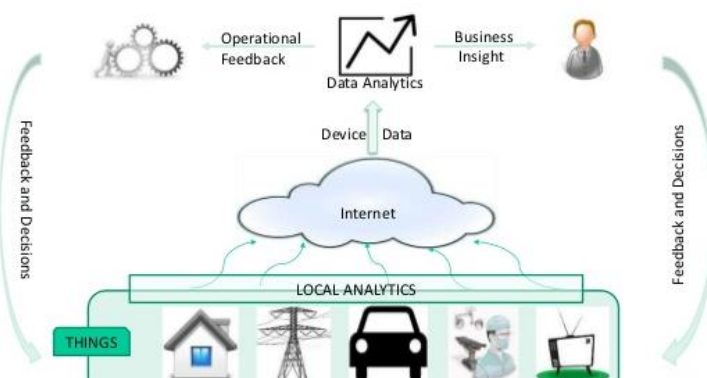 Operational
Feedback
Business
Insight
Data Analytics
Device Data
Feedback and Decisions
Feedback and Decisions
Internet
LOCAL ANALYTICS
THINGS